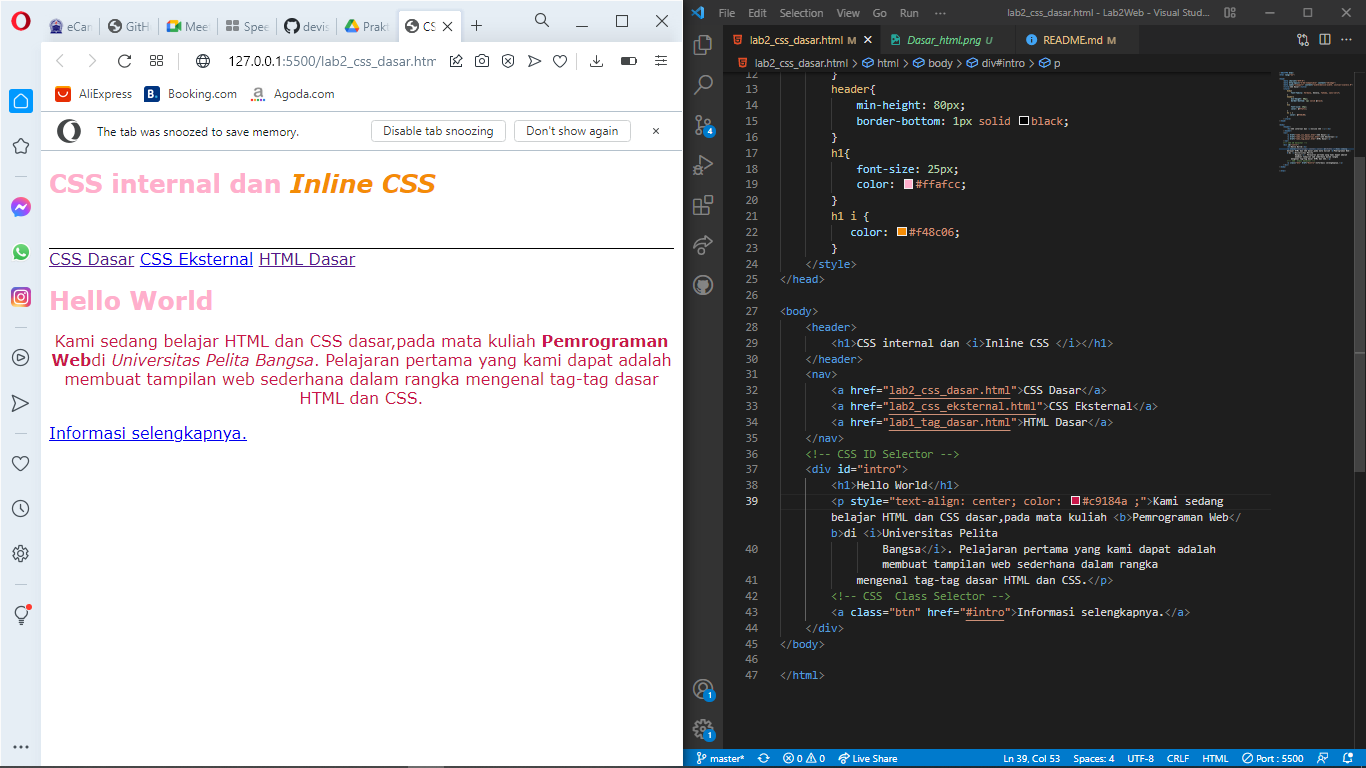 eCan
GitH
Meet
Spee
devis
Prakt
CS
127.0.0.1:5500/lab2_css_dasar.htm
AliExpress
B.
Booking.com
a
Agoda.com
The tab was snoozed to save memory.
Disable tab snoozing
Don't show again
CSS internal dan Inline CSS
CSS Dasar CSS Eksternal HTML Dasar
Hello World
Kami sedang belajar HTML dan CSS dasar,pada mata kuliah Pemrograman
Webdi Universitas Pelita Bangsa. Pelajaran pertama yang kami dapat adalah
membuat tampilan web sederhana dalam rangka mengenal tag-tag dasar
HTML dan CSS.
Informasi selengkapnya.
File Edit Selection View Go Run ···
lab2_css_dasar.html - Lab2Web - Visual Stud...
lab2_css_dasar.html M
Dasar_html.png U
README.md M
lab2_css_dasar.html > html > body > div#intro > p
4
1
1
12 }
13 header{
14 min-height: 80px;
15 border-bottom: 1px solid black;
16 }
17 h1{
18 font-size: 25px;
19 color: #ffafcc;
20 }
21 h1 i {
22 color: #f48c06;
23 }
24 </style>
25 </head>
26
27 <body>
28 <header>
29 <h1>CSS internal dan <i>Inline CSS </i></h1>
30 </header>
31 <nav>
32 <a href="lab2_css_dasar.html">CSS Dasar</a>
33 <a href="lab2_css_eksternal.html">CSS Eksternal</a>
34 <a href="lab1_tag_dasar.html">HTML Dasar</a>
35 </nav>
36 <!-- CSS ID Selector -->
37 <div id="intro">
38 <h1>Hello World</h1>
39 <p style="text-align: center; color: #c9184a ;">Kami sedang
belajar HTML dan CSS dasar,pada mata kuliah <b>Pemrograman Web</
b>di <i>Universitas Pelita
40 Bangsa</i>. Pelajaran pertama yang kami dapat adalah
membuat tampilan web sederhana dalam rangka
41 mengenal tag-tag dasar HTML dan CSS.</p>
42 <!-- CSS  Class Selector -->
43 <a class="btn" href="#intro">Informasi selengkapnya.</a>
44 </div>
45 </body>
46
47 </html>
master* 0 0 Live Share Ln 39, Col 53 Spaces: 4 UTF-8 CRLF HTML Port : 5500